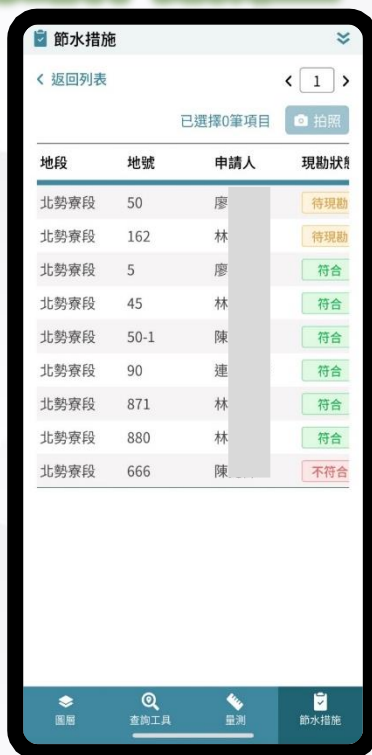 節水措施
返回列表
1
已選擇0筆項目 拍照
地段 地號 申請人 現勘狀
北勢寮段 50 廖 待現勘
北勢寮段 162 林 待現勘
北勢寮段 5 廖 符合
北勢寮段 45 林 符合
北勢寮段 50-1 陳 符合
北勢寮段 90 連 符合
北勢寮段 871 林 符合
北勢寮段 880 林 符合
北勢寮段 666 陳 不符合
圖層 查詢工具 量測 節水措施